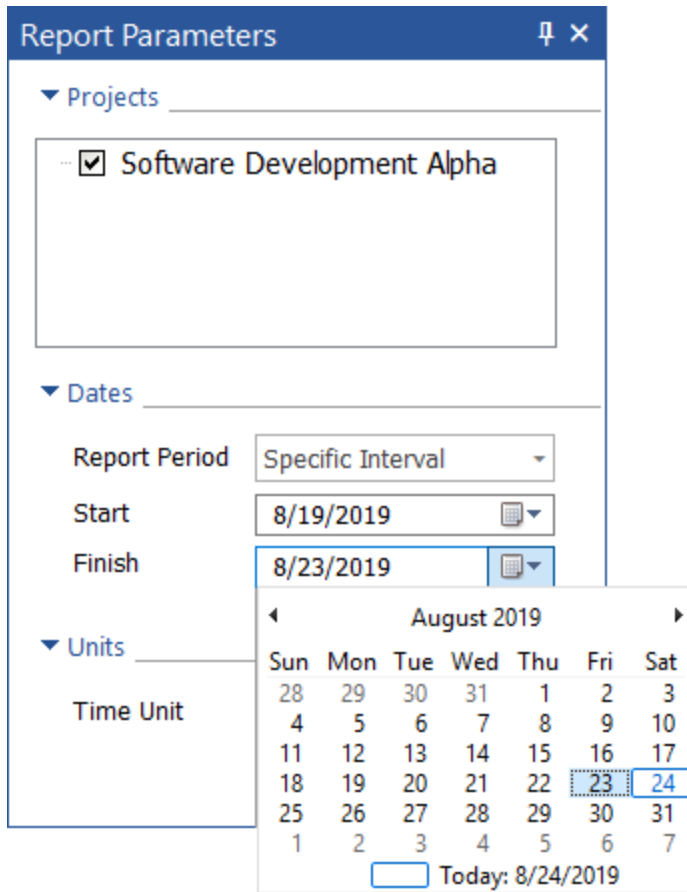 Report Parameters
Projects
Software Development Alpha
Dates
Report Period Specific Interval
Start 8/19/2019
Finish 8/23/2019
Units
Time Unit
August 2019
Sun Mon Tue Wed Thu Fri Sat
28 29 30 31 1 2 3
4 5 6 7 8 9 10
11 12 13 14 15 16 17
18 19 20 21 22 23 24
25 26 27 28 29 30 31
1 2 3 4 5 6 7
Today: 8/24/2019